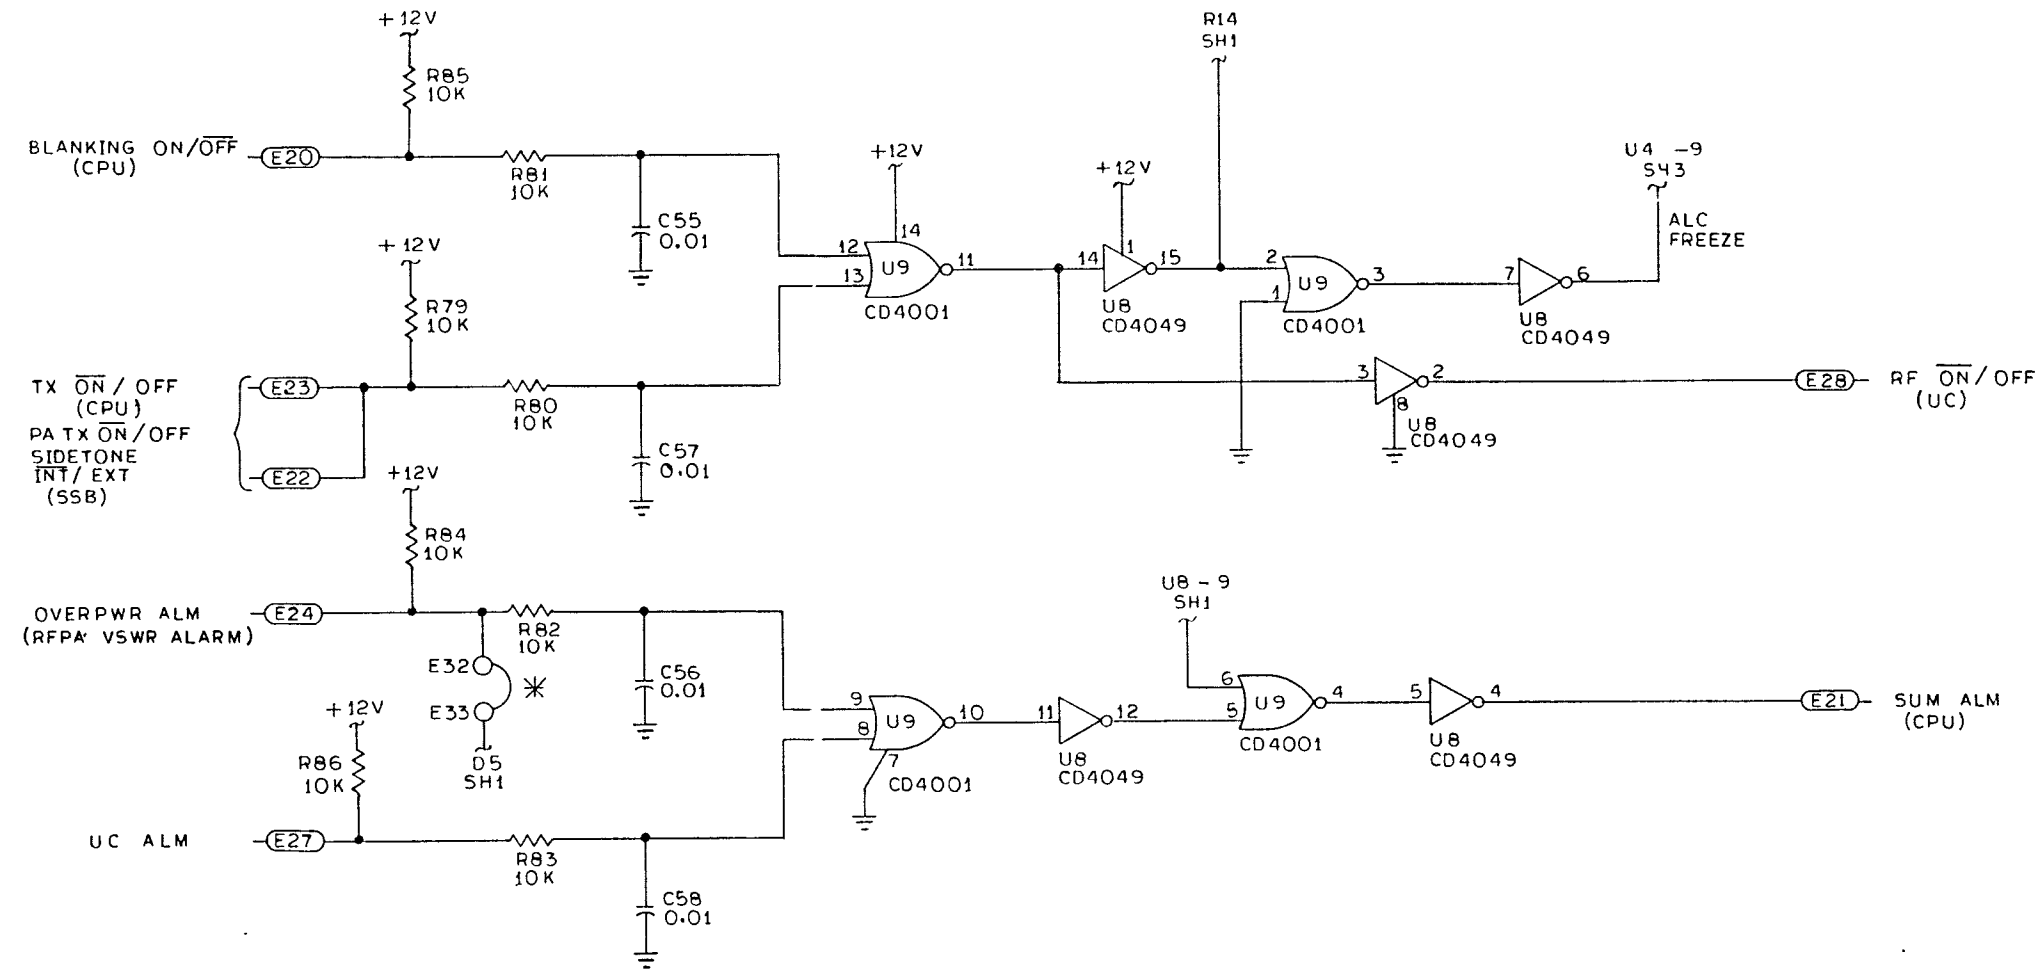 +12V
R85
10K
BLANKING ON/OFF
(CPU)
E20
R81
10K
C55
0.01
+12V
R79
10K
TX ON/OFF
(CPU)
PA TX ON/OFF
SIDETONE
INT/EXT
(SSB)
E23
E22
R80
10K
C57
0.01
+12V
14
12
13
U9
11
CD4001
+12V
14
1
15
U8
CD4049
R14
SH1
2
1
U9
3
CD4001
7
6
U8
CD4049
U4 -9
S43
ALC
FREEZE
3
2
8
U8
CD4049
E28
RF ON/OFF
(UC)
+12V
R84
10K
OVERPWR ALM
(RFPA' VSWR ALARM)
E24
R82
10K
E32
E33
*
D5
SH1
C56
0.01
+12V
R86
10K
UC ALM
E27
R83
10K
C58
0.01
9
8
U9
10
7
CD4001
11
12
U8
CD4049
U8-9
SH1
6
5
U9
4
CD4001
5
4
U8
CD4049
E21
SUM ALM
(CPU)